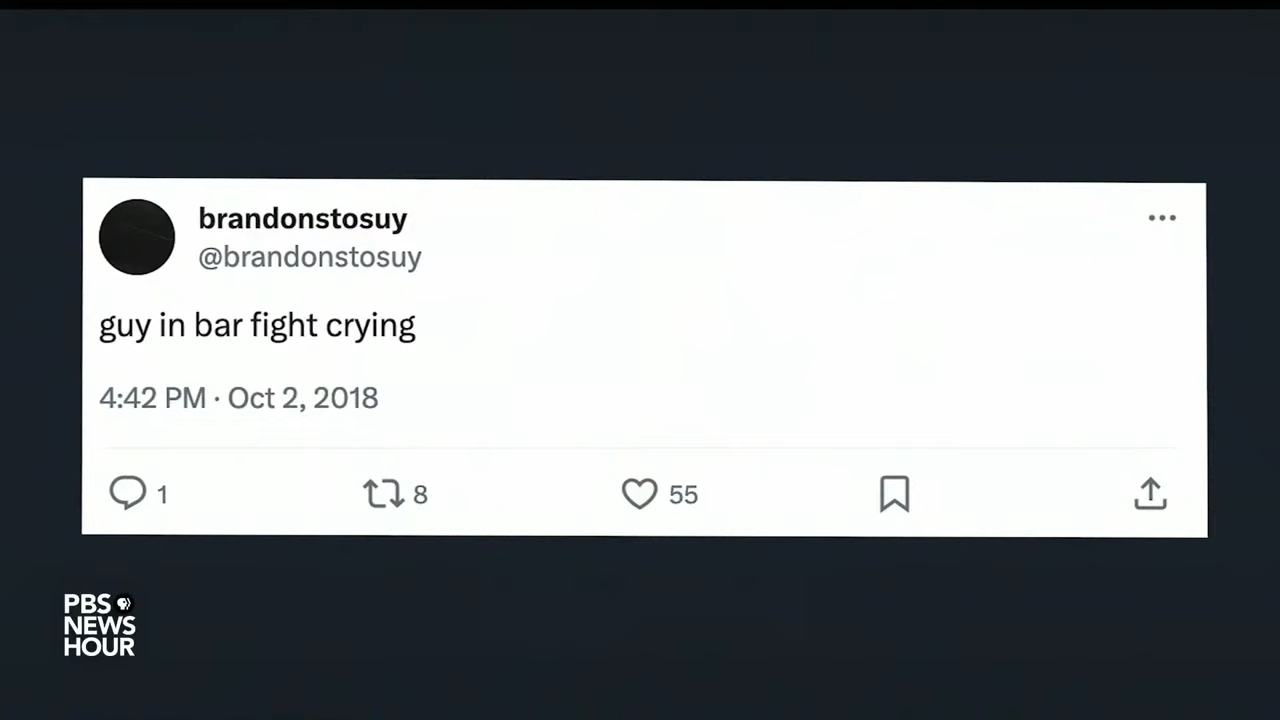 brandonstosuy
@brandonstosuy
guy in bar fight crying
4:42 PM · Oct 2, 2018
1 8 55
PBS
NEWS
HOUR